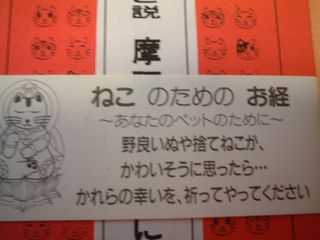 説 摩
ねこ のための お経
~あなたのペットのために~
野良いぬや捨てねこが、
かわいそうに思ったら…
かれらの幸いを、祈ってやってください
に